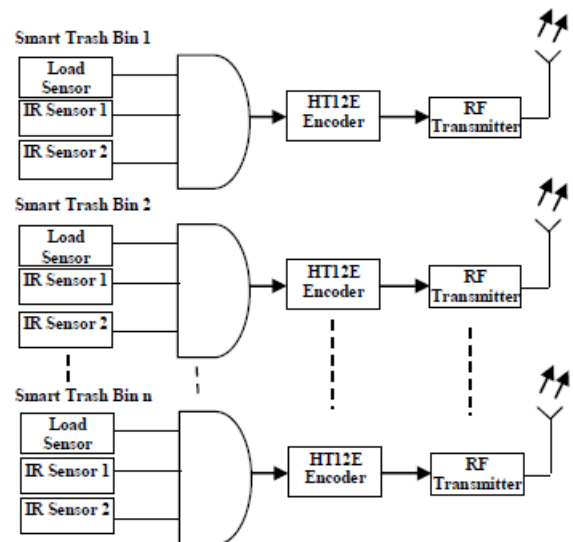 Smart Trash Bin 1
Load
Sensor
IR Sensor 1
IR Sensor 2
HT12E
Encoder
RF
Transmitter
Smart Trash Bin 2
Load
Sensor
IR Sensor 1
IR Sensor 2
HT12E
Encoder
RF
Transmitter
Smart Trash Bin n
Load
Sensor
IR Sensor 1
IR Sensor 2
HT12E
Encoder
RF
Transmitter